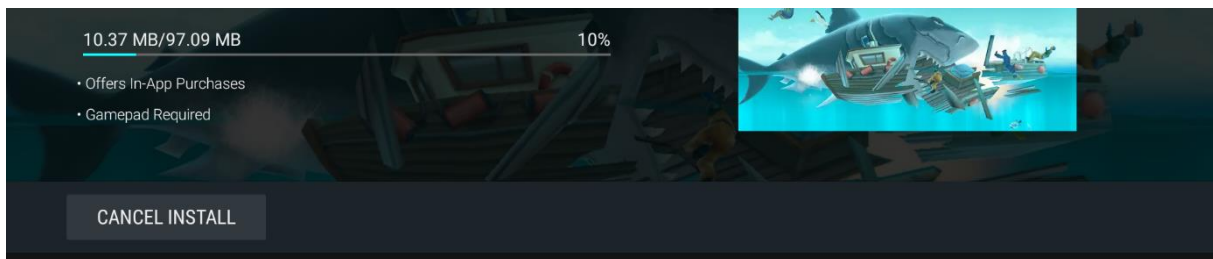 10.37 MB/97.09 MB 10%
• Offers In-App Purchases
• Gamepad Required
CANCEL INSTALL